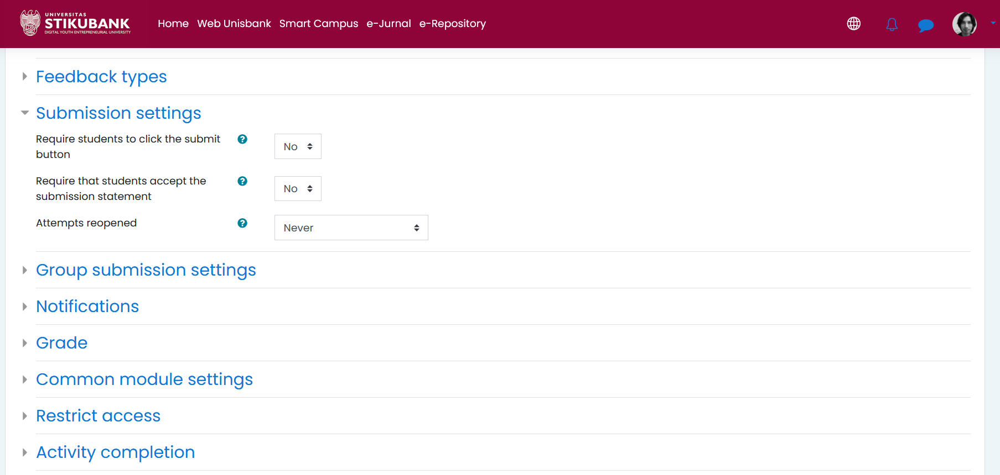 UNIVERSITAS
STIKUBANK
DIGITAL YOUTH ENTREPRENEURIAL UNIVERSITY
Home Web Unisbank Smart Campus e-Jurnal e-Repository
Feedback types
Submission settings
Require students to click the submit
button
No
Require that students accept the
submission statement
No
Attempts reopened
Never
Group submission settings
Notifications
Grade
Common module settings
Restrict access
Activity completion